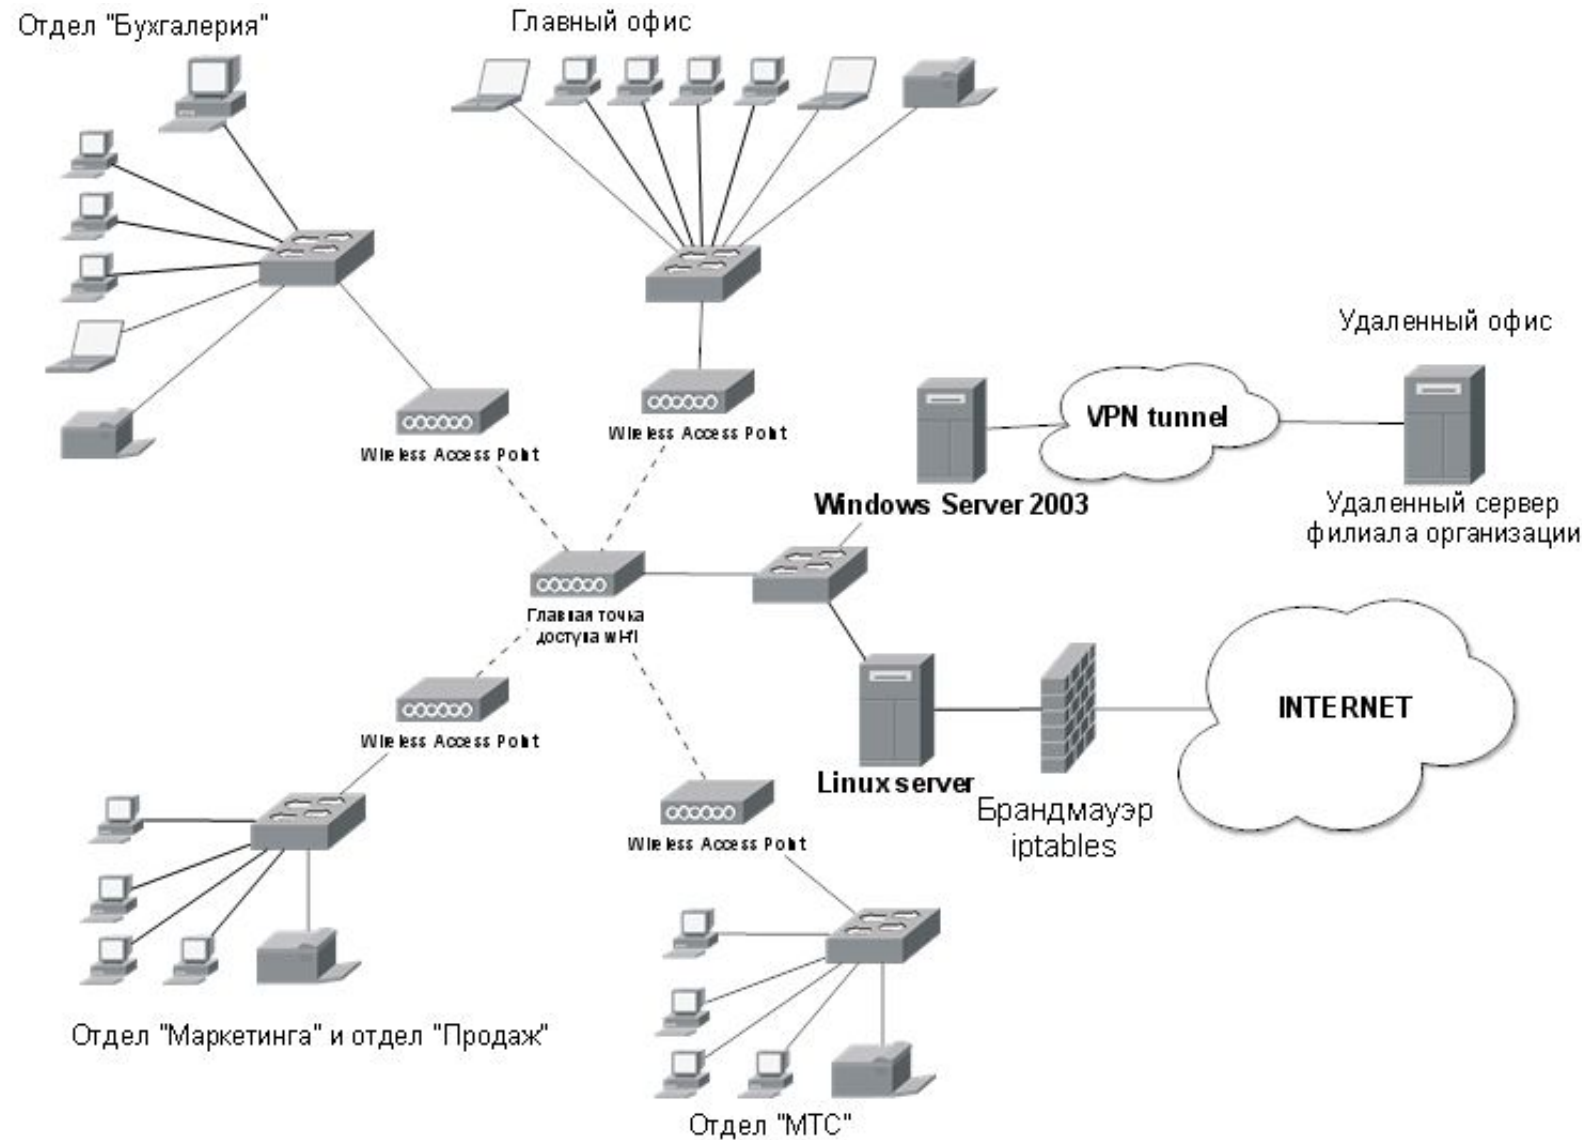 Отдел "Бухгалерия"
Главный офис
Удаленный офис
VPN tunnel
Wireless Access Point
Wireless Access Point
Windows Server 2003
Удаленный сервер
филиала организации
Главная точка
доступа wi-fi
INTERNET
Wireless Access Point
Linux server
Брандмауэр
iptables
Wireless Access Point
Отдел "Маркетинга" и отдел "Продаж"
Отдел "МТС"